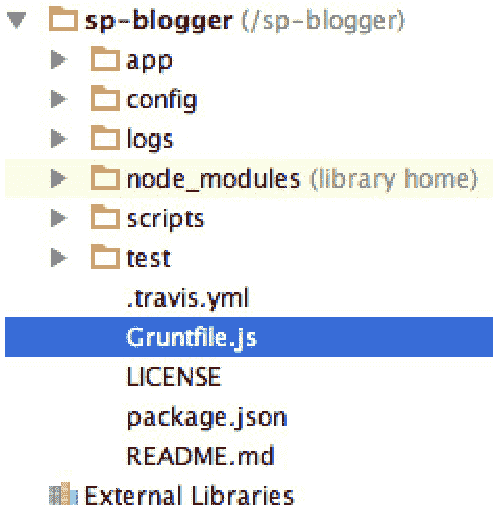 sp-blogger (/sp-blogger)
app
config
logs
node_modules (library home)
scripts
test
.travis.yml
Gruntfile.js
LICENSE
package.json
README.md
External Libraries